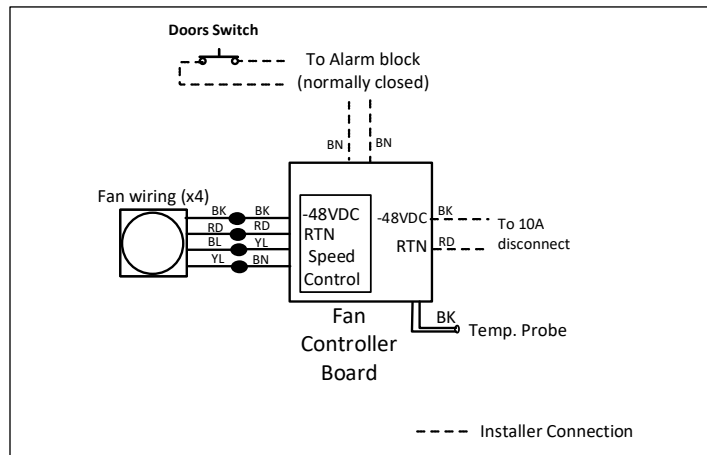 Doors Switch
To Alarm block
(normally closed)
BN
BN
Fan wiring (x4)
BK
BK
RD
RD
BL
YL
YL
BN
-48VDC
RTN
Speed
Control
-48VDC
BK
RTN
RD
To 10A
disconnect
Fan
Controller
Board
BK
Temp. Probe
Installer Connection